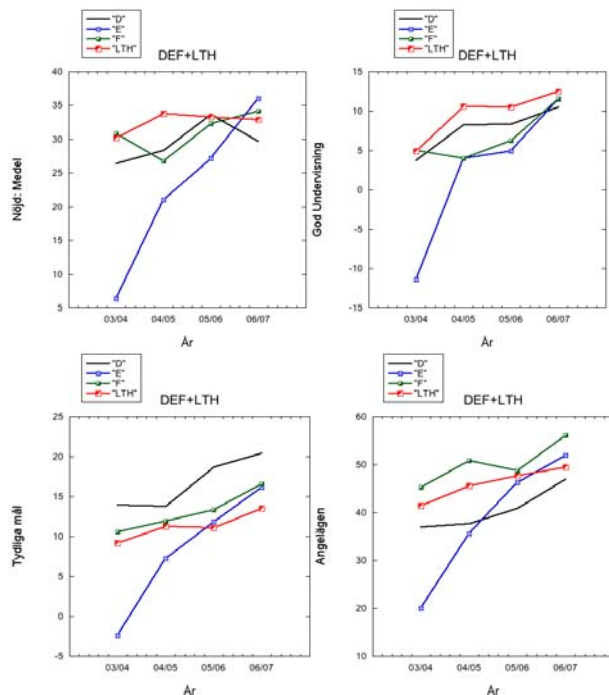 "D"
"E"
"F"
"LTH"
DEF+LTH
40
35
30
25
20
15
10
5
Nöjd: Medel
03/04 04/05 05/06 06/07
År
"D"
"E"
"F"
"LTH"
DEF+LTH
15
10
5
0
-5
-10
-15
God Undervisning
03/04 04/05 05/06 06/07
År
"D"
"E"
"F"
"LTH"
DEF+LTH
25
20
15
10
5
0
-5
Tydliga mål
03/04 04/05 05/06 06/07
År
"D"
"E"
"F"
"LTH"
DEF+LTH
60
50
40
30
20
10
Angelägen
03/04 04/05 05/06 06/07
År